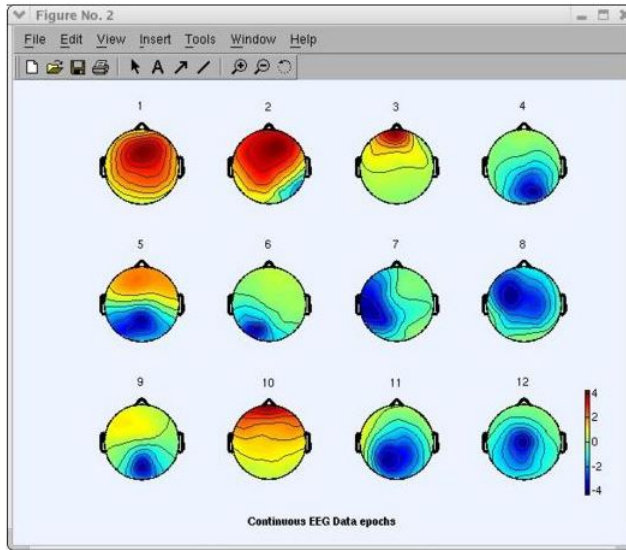 Figure No. 2
File Edit View Insert Tools Window Help
A
1 2 3 4
5 6 7 8
9 10 11 12
4
2
0
-2
-4
Continuous EEG Data epochs